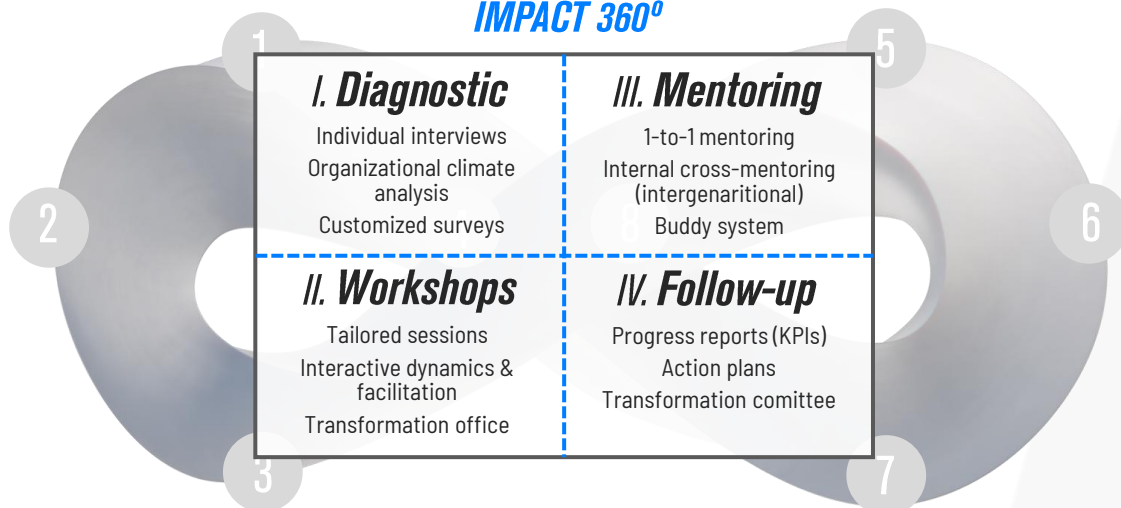 IMPACT 360º
1
5
I. Diagnostic
Individual interviews
Organizational climate
analysis
Customized surveys
III. Mentoring
1-to-1 mentoring
Internal cross-mentoring
(intergenaritional)
Buddy system
2
8
6
II. Workshops
Tailored sessions
Interactive dynamics &
facilitation
Transformation office
IV. Follow-up
Progress reports (KPIs)
Action plans
Transformation comittee
3
7